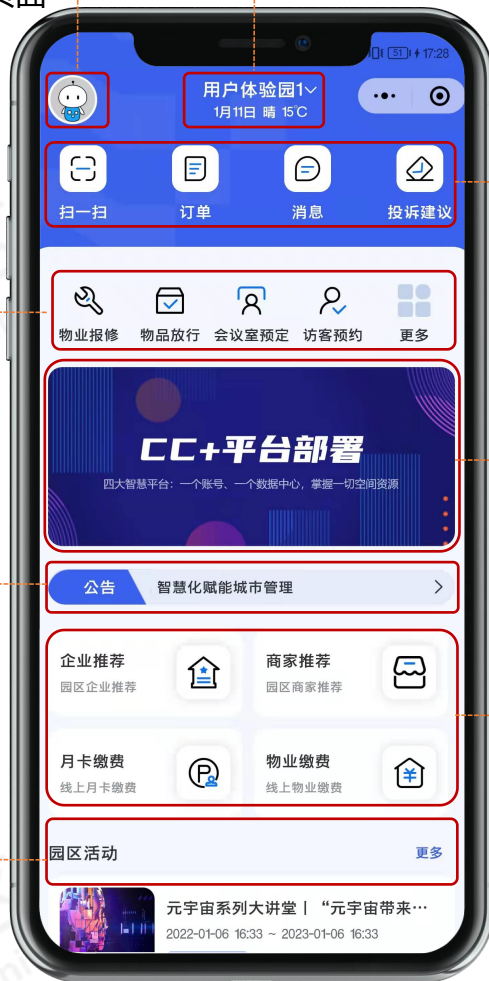 51 17:28
用户体验园1
1月11日 晴 15℃
扫一扫 订单 消息 投诉建议
物业报修 物品放行 会议室预定 访客预约 更多
CC+平台部署
四大智慧平台：一个账号、一个数据中心，掌握一切空间资源
公告 智慧化赋能城市管理
企业推荐 商家推荐
园区企业推荐 园区商家推荐
月卡缴费 物业缴费
线上月卡缴费 线上物业缴费
园区活动 更多
元宇宙系列大讲堂丨 “元宇宙带来…
2022-01-06 16:33 ~ 2023-01-06 16:33